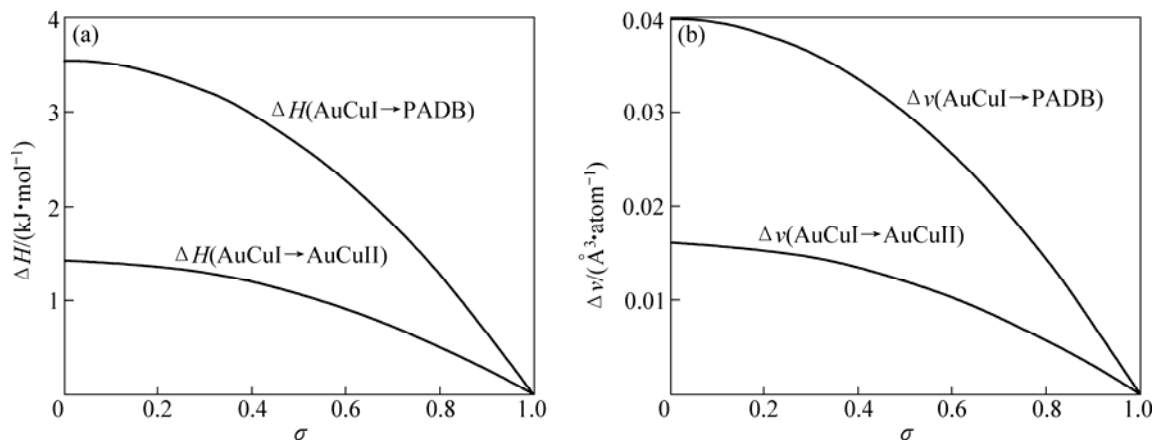 (a)
4
3
2
1
0
ΔH/(kJ•mol⁻¹)
ΔH(AuCuI→PADB)
ΔH(AuCuI→AuCuII)
0 0.2 0.4 0.6 0.8 1.0
σ
(b)
0.04
0.03
0.02
0.01
Δv/(Å³•atom⁻¹)
Δv(AuCuI→PADB)
Δv(AuCuI→AuCuII)
0 0.2 0.4 0.6 0.8 1.0
σ